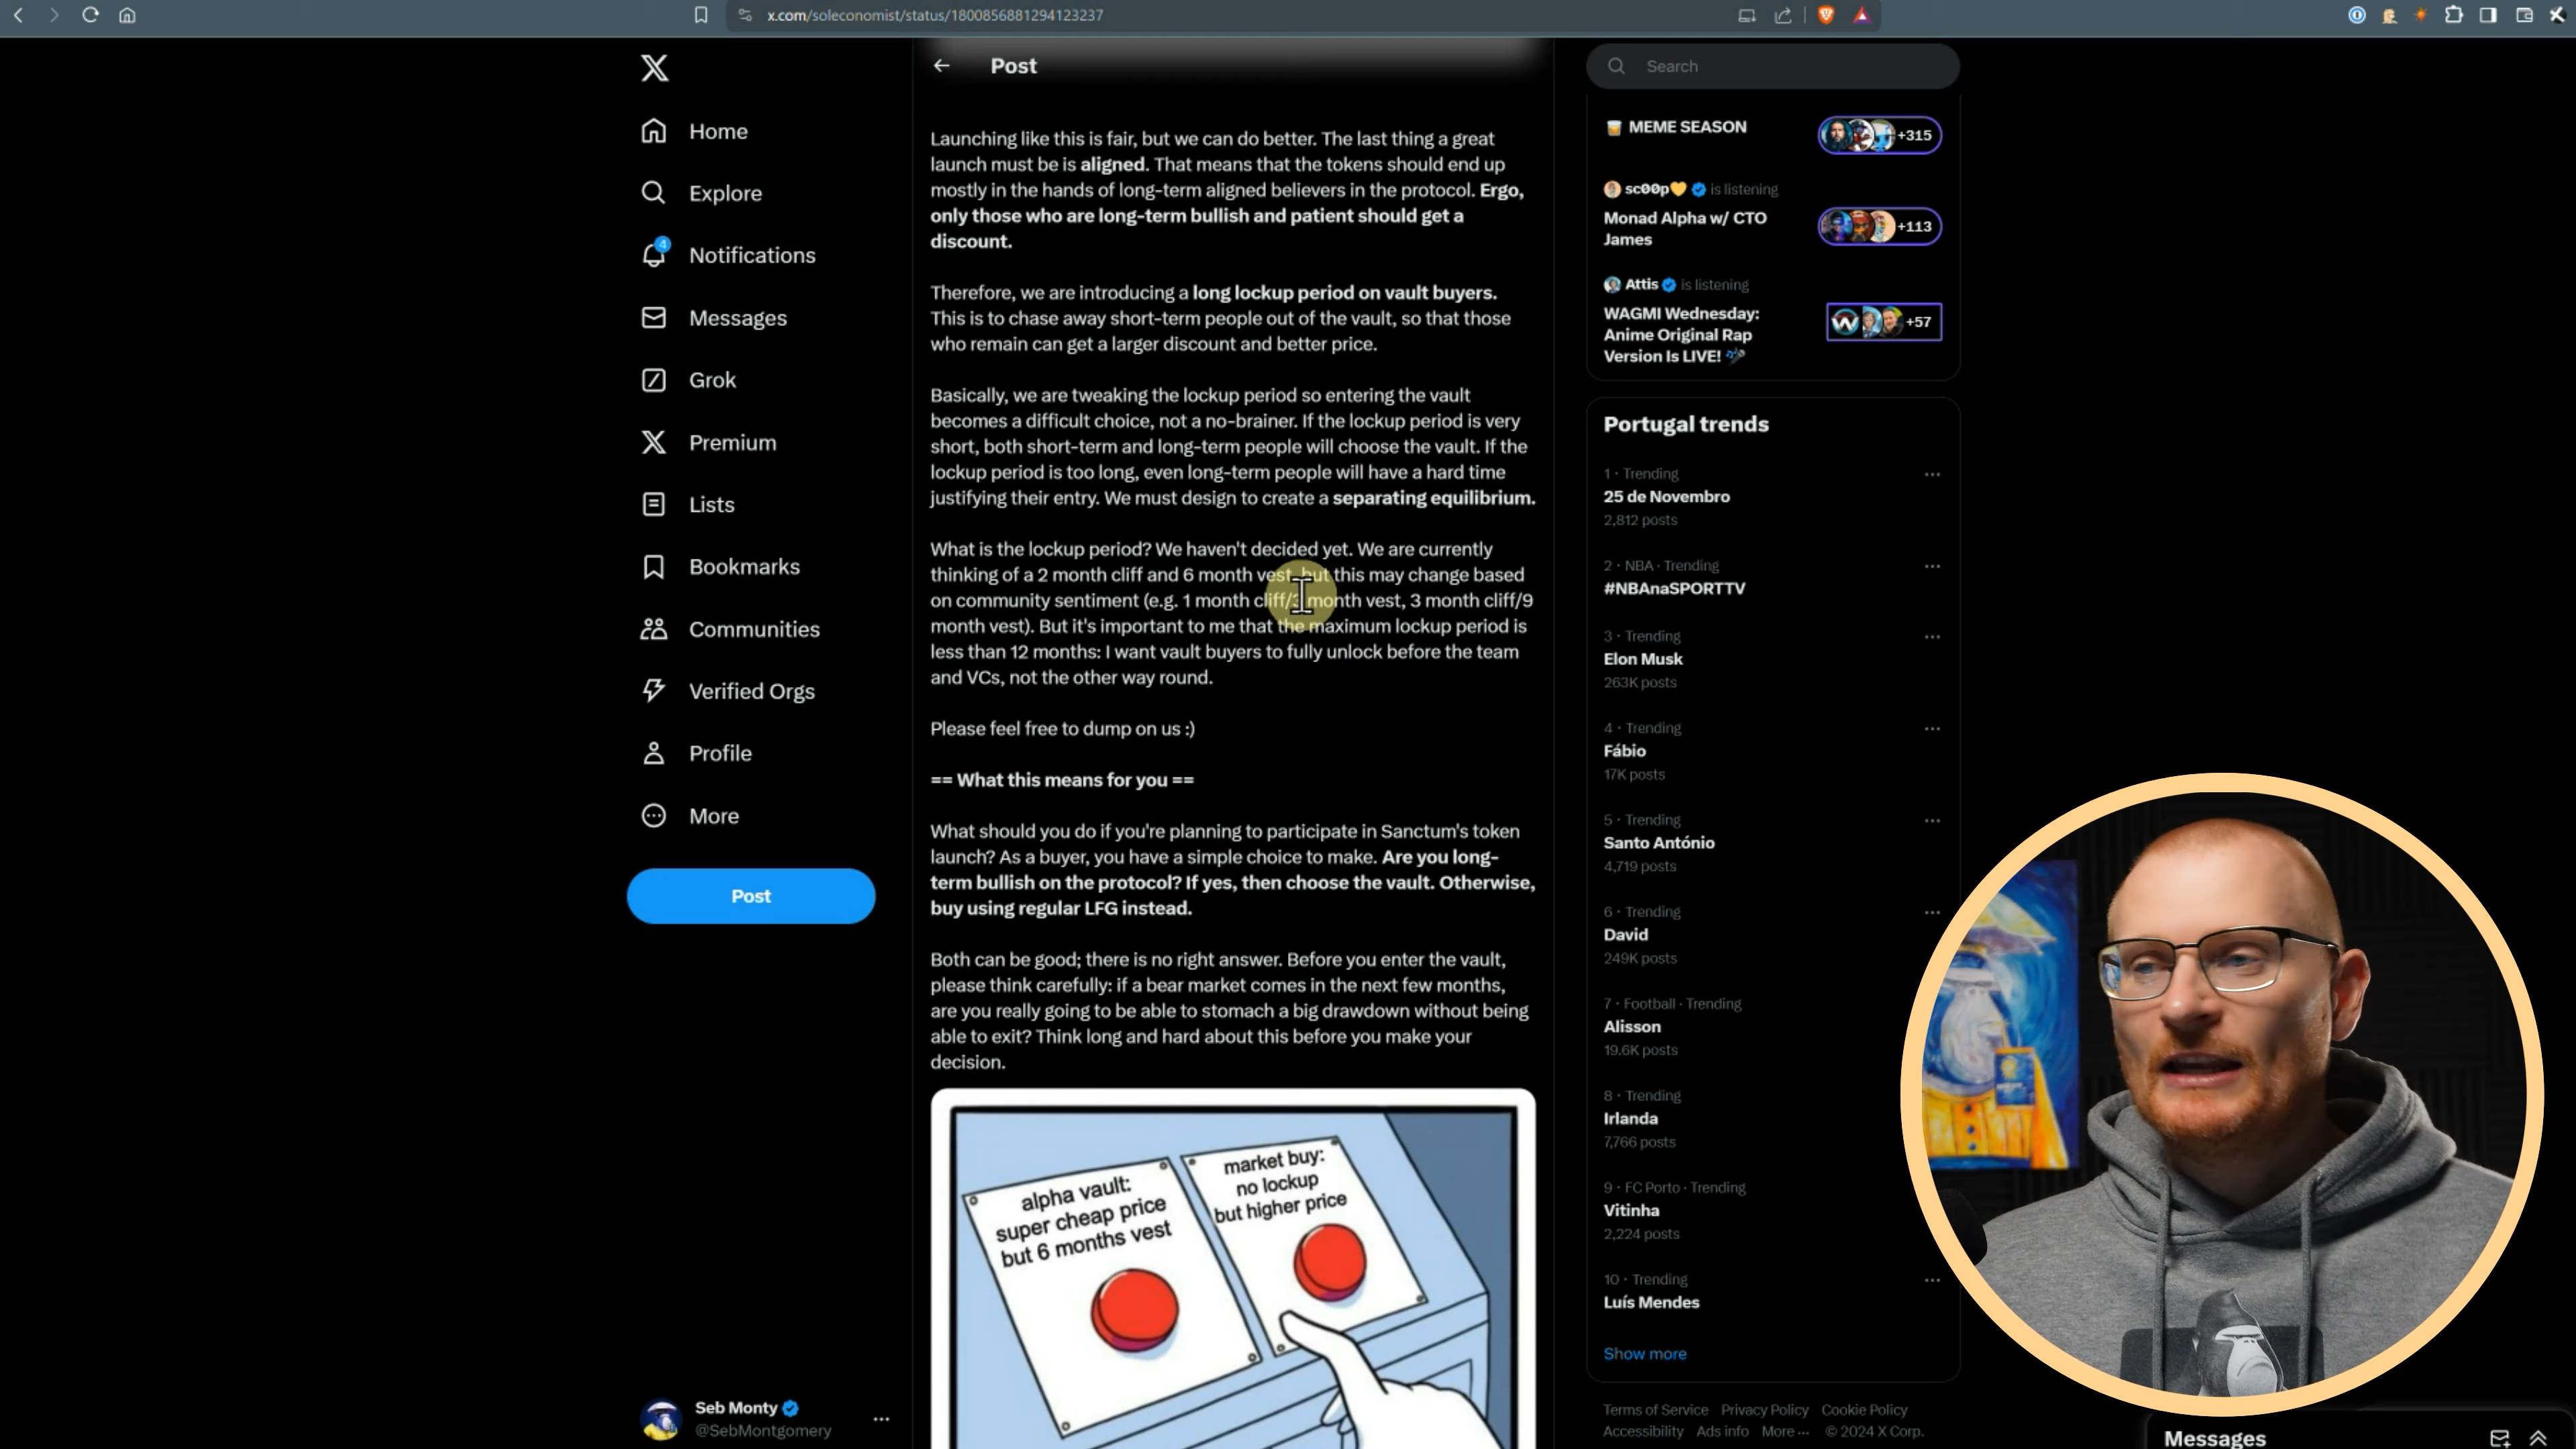 x.com/soleconomist/status/1800856881294123237
Home
Explore
4
Notifications
Messages
Grok
Premium
Lists
Bookmarks
Communities
Verified Orgs
Profile
More
Post
Seb Monty
@SebMontgomery
Post
Launching like this is fair, but we can do better. The last thing a great
launch must be is aligned. That means that the tokens should end up
mostly in the hands of long-term aligned believers in the protocol. Ergo,
only those who are long-term bullish and patient should get a
discount.
Therefore, we are introducing a long lockup period on vault buyers.
This is to chase away short-term people out of the vault, so that those
who remain can get a larger discount and better price.
Basically, we are tweaking the lockup period so entering the vault
becomes a difficult choice, not a no-brainer. If the lockup period is very
short, both short-term and long-term people will choose the vault. If the
lockup period is too long, even long-term people will have a hard time
justifying their entry. We must design to create a separating equilibrium.
What is the lockup period? We haven't decided yet. We are currently
thinking of a 2 month cliff and 6 month vest, but this may change based
on community sentiment (e.g. 1 month cliff/3 month vest, 3 month cliff/9
month vest). But it's important to me that the maximum lockup period is
less than 12 months: I want vault buyers to fully unlock before the team
and VCs, not the other way round.
Please feel free to dump on us :)
== What this means for you ==
What should you do if you're planning to participate in Sanctum's token
launch? As a buyer, you have a simple choice to make. Are you long-
term bullish on the protocol? If yes, then choose the vault. Otherwise,
buy using regular LFG instead.
Both can be good; there is no right answer. Before you enter the vault,
please think carefully: if a bear market comes in the next few months,
are you really going to be able to stomach a big drawdown without being
able to exit? Think long and hard about this before you make your
decision.
alpha vault:
super cheap price
but 6 months vest
market buy:
no lockup
but higher price
Search
MEME SEASON
+315
sc00p is listening
Monad Alpha w/ CTO
James
+113
Attis is listening
WAGMI Wednesday:
Anime Original Rap
Version Is LIVE!
+57
Portugal trends
1 · Trending
25 de Novembro
2,812 posts
2 · NBA · Trending
#NBAnaSPORTTV
3 · Trending
Elon Musk
263K posts
4 · Trending
Fábio
17K posts
5 · Trending
Santo António
4,719 posts
6 · Trending
David
249K posts
7 · Football · Trending
Alisson
19.6K posts
8 · Trending
Irlanda
7,766 posts
9 · FC Porto · Trending
Vitinha
2,224 posts
10 · Trending
Luís Mendes
Show more
Terms of Service Privacy Policy Cookie Policy
Accessibility Ads info More ··· © 2024 X Corp.
Messages